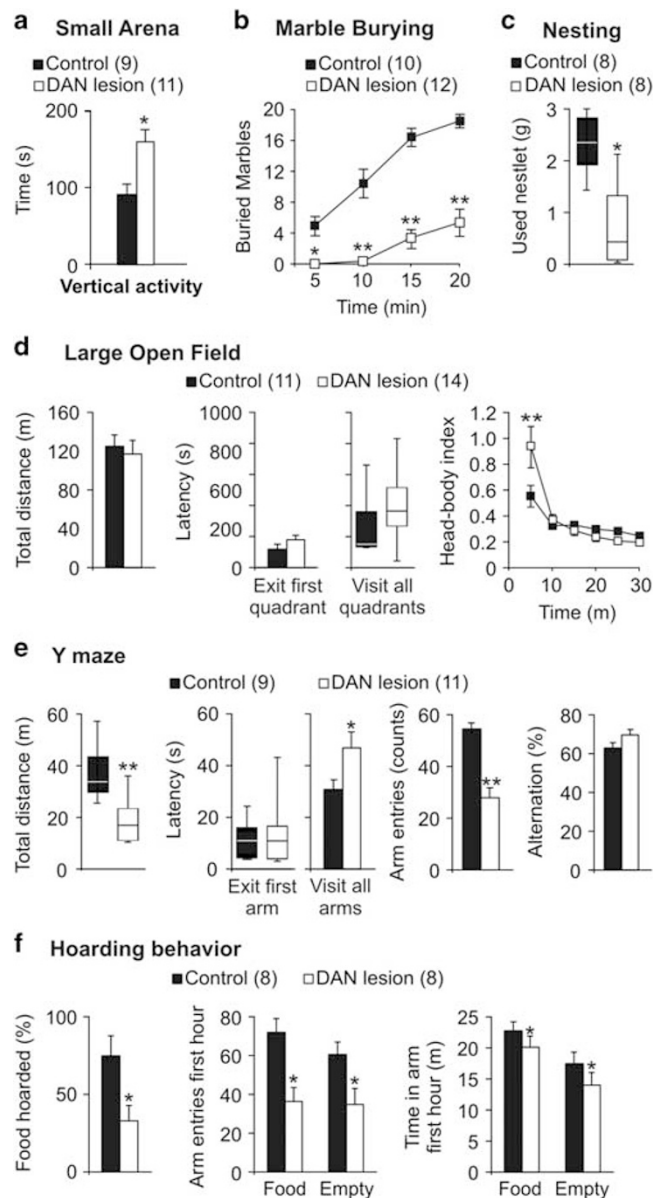 a Small Arena
■Control (9)
□DAN lesion (11)
Time (s)
200
100
0
*
Vertical activity
b Marble Burying
Control (10)
DAN lesion (12)
Buried Marbles
20
16
12
8
4
0
* ** ** **
5 10 15 20
Time (min)
c Nesting
■Control (8)
□DAN lesion (8)
Used nestlet (g)
3
2
1
0
*
d Large Open Field
■Control (11) □DAN lesion (14)
Total distance (m)
160
120
80
40
0
Latency (s)
1000
800
600
400
200
0
Exit first
quadrant
Visit all
quadrants
Head-body index
1.2
1.0
0.8
0.6
0.4
0.2
**
0 10 20 30
Time (m)
e Y maze
■Control (9) □DAN lesion (11)
Total distance (m)
60
40
20
0
**
Latency (s)
60
40
20
0
*
Exit first
arm
Visit all
arms
Arm entries (counts)
60
40
20
0
**
Alternation (%)
80
60
40
20
0
f Hoarding behavior
■Control (8) □DAN lesion (8)
Food hoarded (%)
100
50
0
*
Arm entries first hour
80
60
40
20
0
* *
Food Empty
Time in arm
first hour (m)
25
20
15
10
5
0
* *
Food Empty